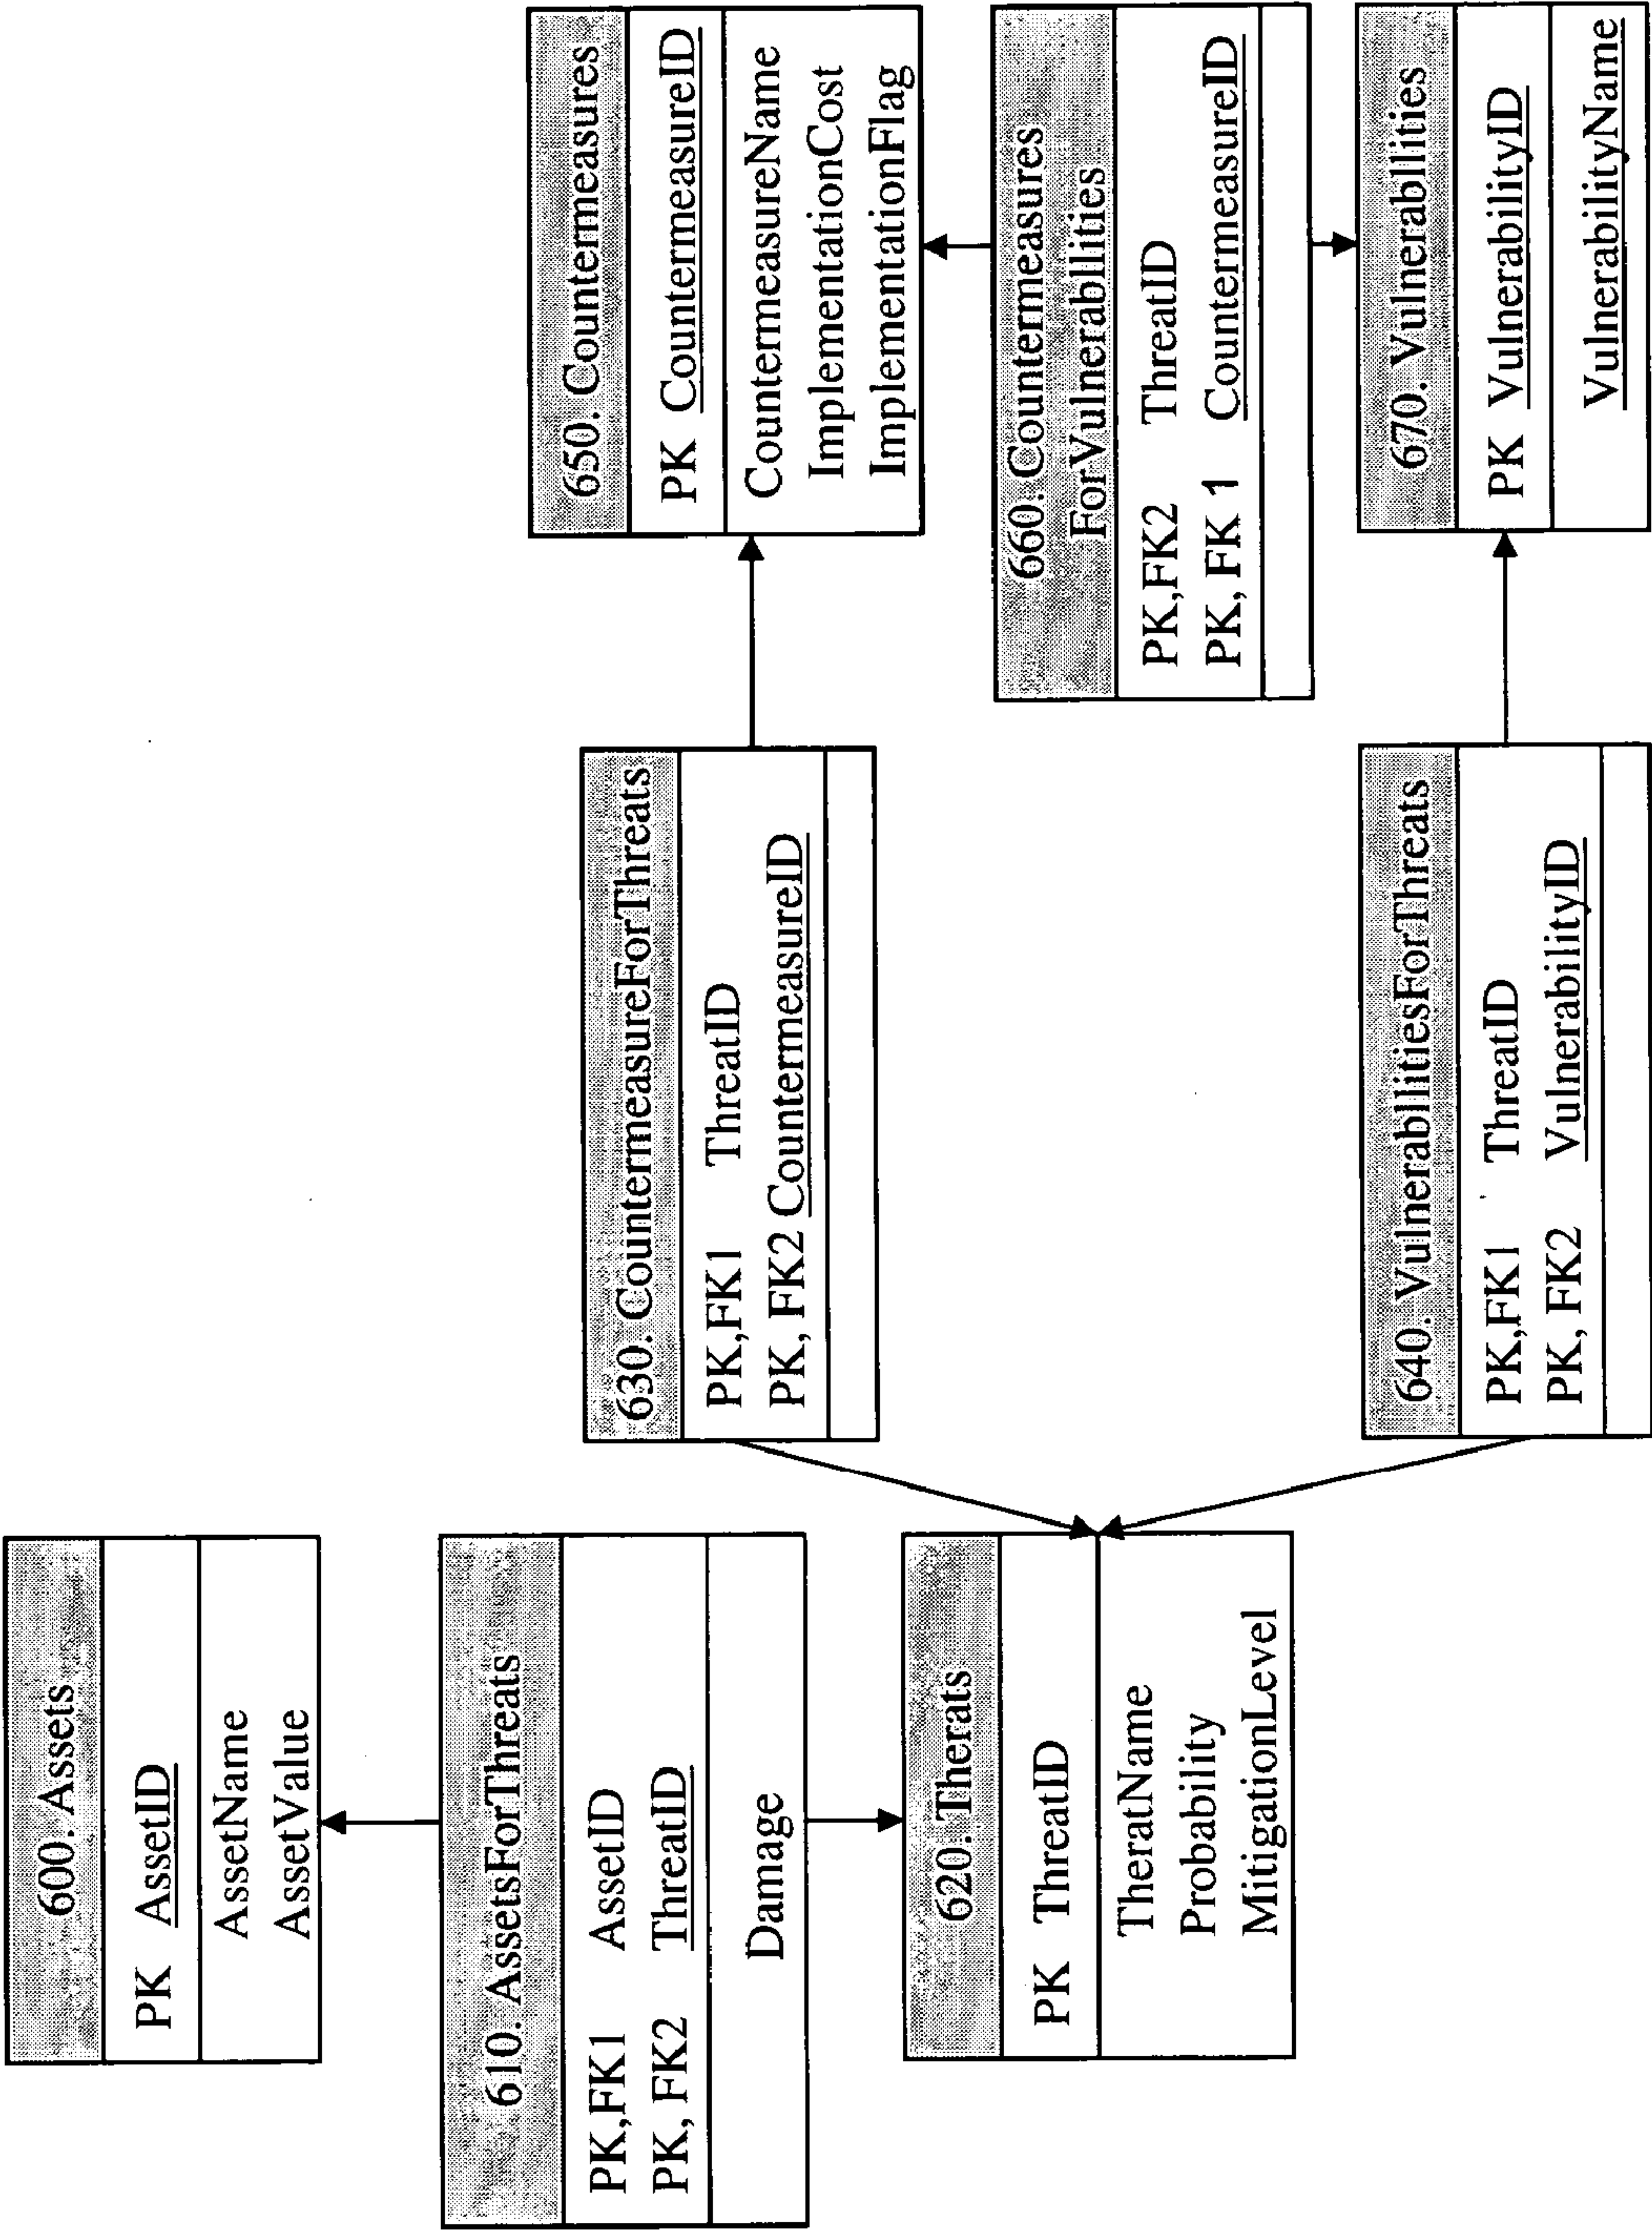 600. Assets
PK AssetID
AssetName
AssetValue
610. AssetsForThreats
PK,FK1 AssetID
PK, FK2 ThreatID
Damage
620. Therats
PK ThreatID
TheratName
Probability
MitigationLevel
630. CountermeasureForThreats
PK,FK1 ThreatID
PK, FK2 CountermeasureID
640. VulnerabilitiesForThreats
PK,FK1 ThreatID
PK, FK2 VulnerabilityID
650. Countermeasures
PK CountermeasureID
CountermeasureName
ImplementationCost
ImplementationFlag
660. Countermeasures
ForVulnerabilities
PK,FK2 ThreatID
PK, FK 1 CountermeasureID
670. Vulnerabilities
PK VulnerabilityID
VulnerabilityName